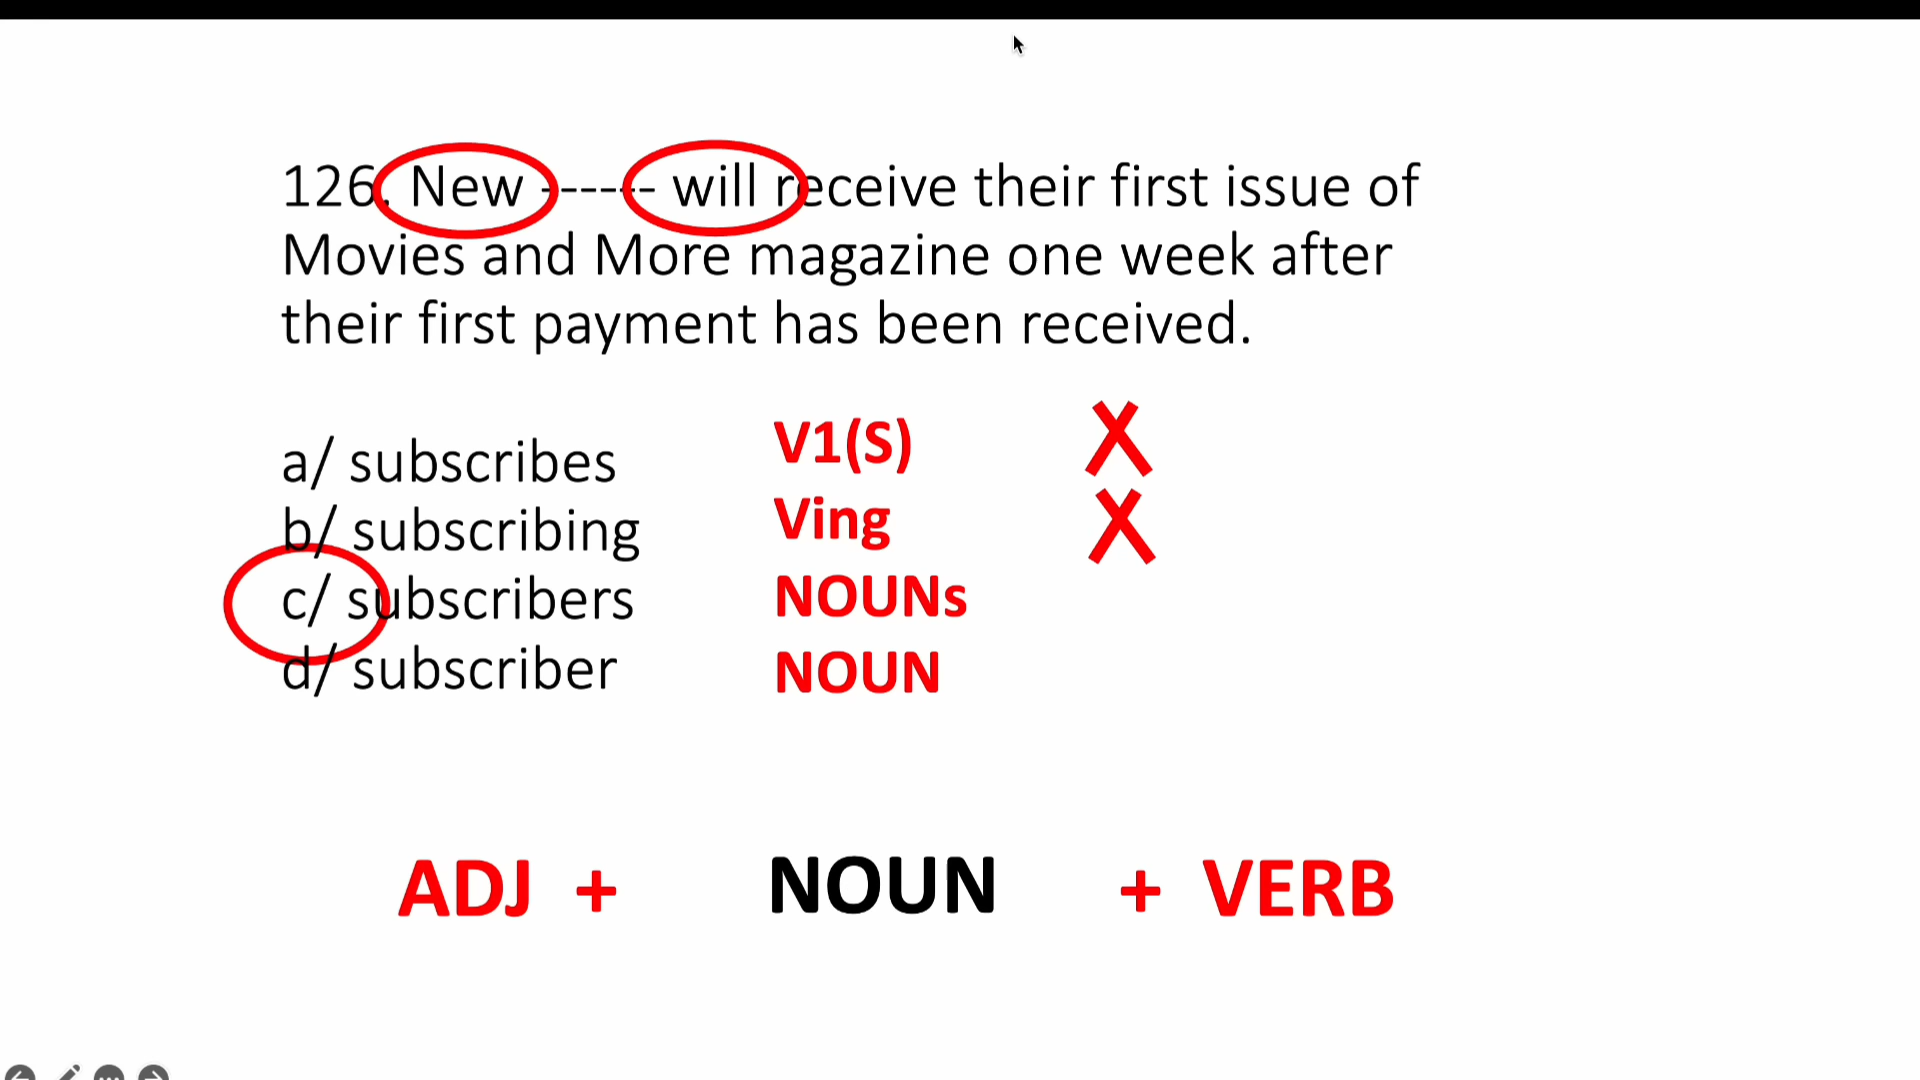 126. New ------ will receive their first issue of
Movies and More magazine one week after
their first payment has been received.
a/ subscribes V1(S) X
b/ subscribing Ving X
c/ subscribers NOUNs
d/ subscriber NOUN
ADJ + NOUN + VERB